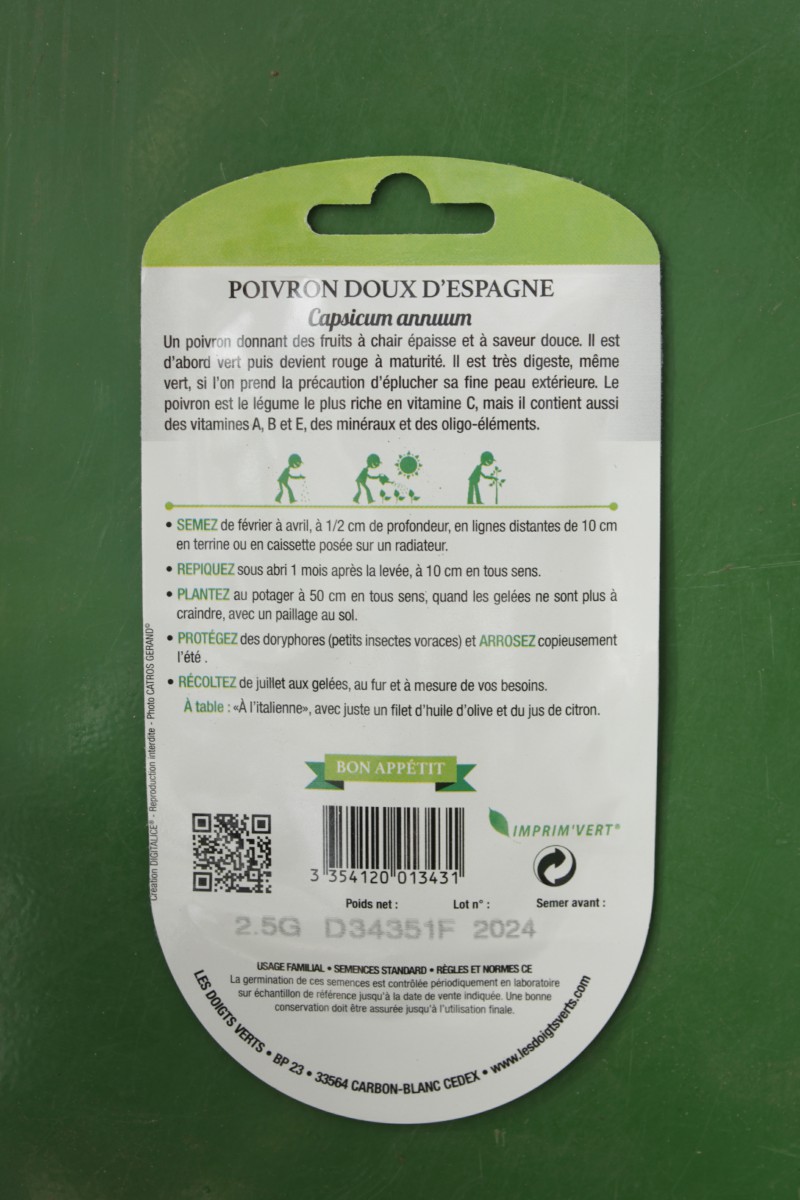 POIVRON DOUX D'ESPAGNE
Capsicum annuum
Un poivron donnant des fruits à chair épaisse et à saveur douce. Il est
d'abord vert puis devient rouge à maturité. Il est très digeste, même
vert, si l'on prend la précaution d'éplucher sa fine peau extérieure. Le
poivron est le légume le plus riche en vitamine C, mais il contient aussi
des vitamines A, B et E, des minéraux et des oligo-éléments.
• SEMEZ de février à avril, à 1/2 cm de profondeur, en lignes distantes de 10 cm
en terrine ou en caissette posée sur un radiateur.
• REPIQUEZ sous abri 1 mois après la levée, à 10 cm en tous sens.
• PLANTEZ au potager à 50 cm en tous sens, quand les gelées ne sont plus à
craindre, avec un paillage au sol.
• PROTÉGEZ des doryphores (petits insectes voraces) et ARROSEZ copieusement
l'été .
• RÉCOLTEZ de juillet aux gelées, au fur et à mesure de vos besoins.
À table : «À l'italienne», avec juste un filet d'huile d'olive et du jus de citron.
Création DIGITALICE® - Reproduction interdite - Photo CATROS GERAND®
BON APPÉTIT
IMPRIM'VERT®
3 354120 013431
Poids net : Lot n° : Semer avant :
2.5G D34351F 2024
USAGE FAMILIAL • SEMENCES STANDARD • RÈGLES ET NORMES CE
La germination de ces semences est contrôlée périodiquement en laboratoire
sur échantillon de référence jusqu'à la date de vente indiquée. Une bonne
conservation doit être assurée jusqu'à l'utilisation finale.
LES DOIGTS VERTS • BP 23 • 33564 CARBON-BLANC CEDEX • www.lesdoigtsverts.com